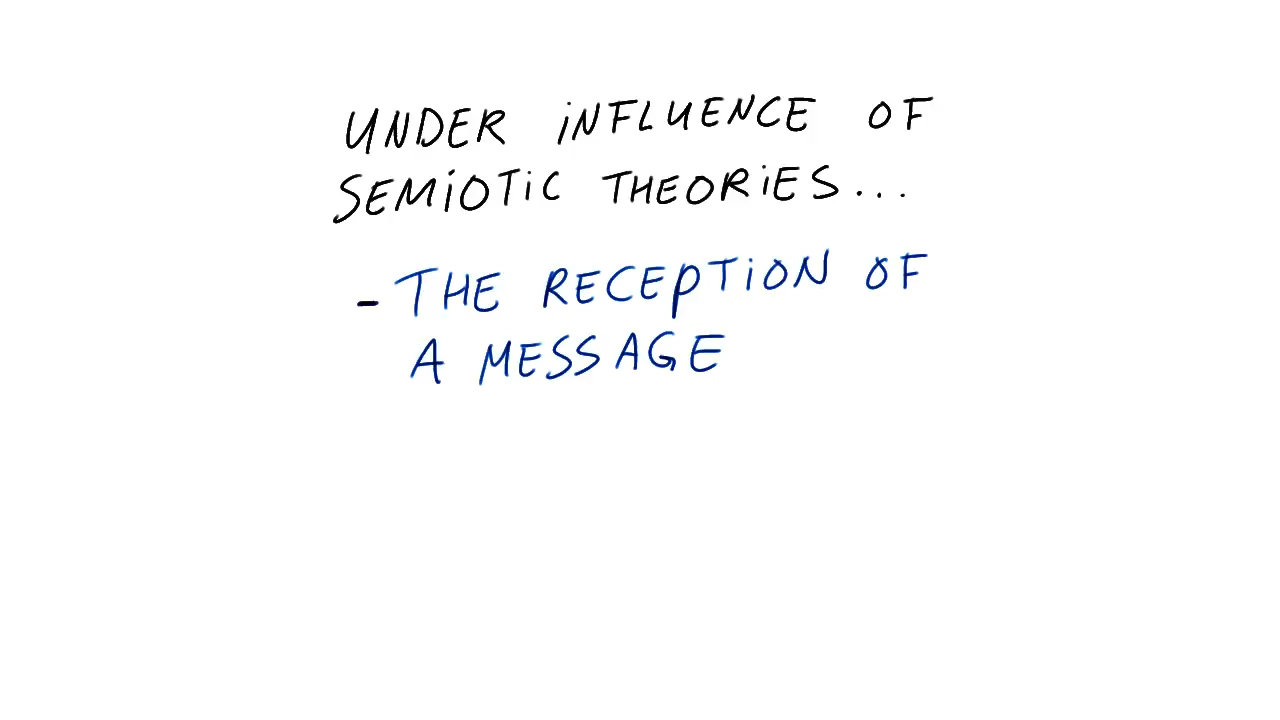 UNDER INFLUENCE OF
SEMIOTIC THEORIES...
- THE RECEPTION OF
A MESSAGE